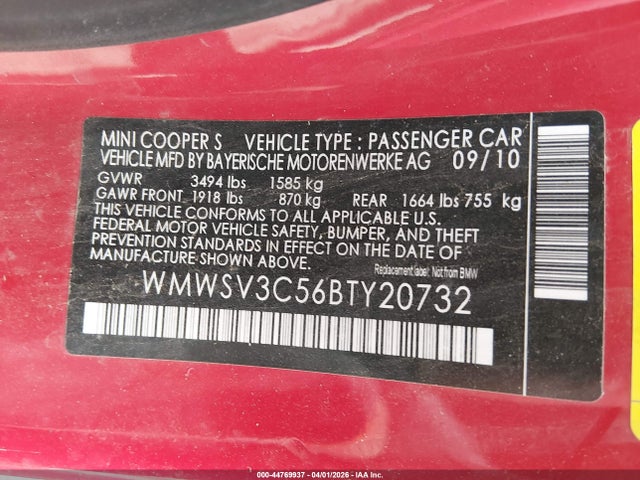 MINI COOPER S VEHICLE TYPE : PASSENGER CAR
VEHICLE MFD BY BAYERISCHE MOTORENWERKE AG 09/10
GVWR 3494 lbs 1585 kg
GAWR FRONT 1918 lbs 870 kg REAR 1664 lbs 755 kg
THIS VEHICLE CONFORMS TO ALL APPLICABLE U.S.
FEDERAL MOTOR VEHICLE SAFETY, BUMPER, AND THEFT
PREVENTION STANDARDS IN EFFECT ON THE DATE OF
MANUFACTURE SHOWN ABOVE.
Replacement label: Not from BMW
WMWSV3C56BTY20732
000-44769937 - 04/01/2026 - IAA Inc.